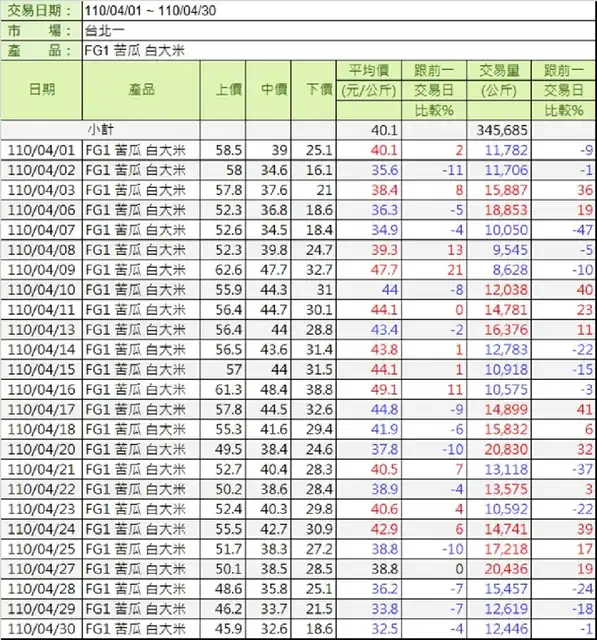 交易日期： 110/04/01 ~ 110/04/30
市　　場： 台北一
產　　品： FG1 苦瓜 白大米
日期 產品 上價 中價 下價 平均價 (元/公斤) 跟前一 交易日 比較% 交易量 (公斤) 跟前一 交易日 比較%
小計 40.1 345,685
110/04/01 FG1 苦瓜 白大米 58.5 39 25.1 40.1 2 11,782 -9
110/04/02 FG1 苦瓜 白大米 58 34.6 16.1 35.6 -11 11,706 -1
110/04/03 FG1 苦瓜 白大米 57.8 37.6 21 38.4 8 15,887 36
110/04/06 FG1 苦瓜 白大米 52.3 36.8 18.6 36.3 -5 18,853 19
110/04/07 FG1 苦瓜 白大米 52.6 34.5 18.4 34.9 -4 10,050 -47
110/04/08 FG1 苦瓜 白大米 52.3 39.8 24.7 39.3 13 9,545 -5
110/04/09 FG1 苦瓜 白大米 62.6 47.7 32.7 47.7 21 8,628 -10
110/04/10 FG1 苦瓜 白大米 55.9 44.3 31 44 -8 12,038 40
110/04/11 FG1 苦瓜 白大米 56.4 44.7 30.1 44.1 0 14,781 23
110/04/13 FG1 苦瓜 白大米 56.4 44 28.8 43.4 -2 16,376 11
110/04/14 FG1 苦瓜 白大米 56.5 43.6 31.4 43.8 1 12,783 -22
110/04/15 FG1 苦瓜 白大米 57 44 31.5 44.1 1 10,918 -15
110/04/16 FG1 苦瓜 白大米 61.3 48.4 38.8 49.1 11 10,575 -3
110/04/17 FG1 苦瓜 白大米 57.8 44.5 32.6 44.8 -9 14,899 41
110/04/18 FG1 苦瓜 白大米 55.3 41.6 29.4 41.9 -6 15,832 6
110/04/20 FG1 苦瓜 白大米 49.5 38.4 24.6 37.8 -10 20,830 32
110/04/21 FG1 苦瓜 白大米 52.7 40.4 28.3 40.5 7 13,118 -37
110/04/22 FG1 苦瓜 白大米 50.2 38.6 28.4 38.9 -4 13,575 3
110/04/23 FG1 苦瓜 白大米 52.4 40.3 29.8 40.6 4 10,592 -22
110/04/24 FG1 苦瓜 白大米 55.5 42.7 30.9 42.9 6 14,741 39
110/04/25 FG1 苦瓜 白大米 51.7 38.3 27.2 38.8 -10 17,218 17
110/04/27 FG1 苦瓜 白大米 50.1 38.5 28.5 38.8 0 20,436 19
110/04/28 FG1 苦瓜 白大米 48.6 35.8 25.1 36.2 -7 15,457 -24
110/04/29 FG1 苦瓜 白大米 46.2 33.7 21.5 33.8 -7 12,619 -18
110/04/30 FG1 苦瓜 白大米 45.9 32.6 18.6 32.5 -4 12,446 -1